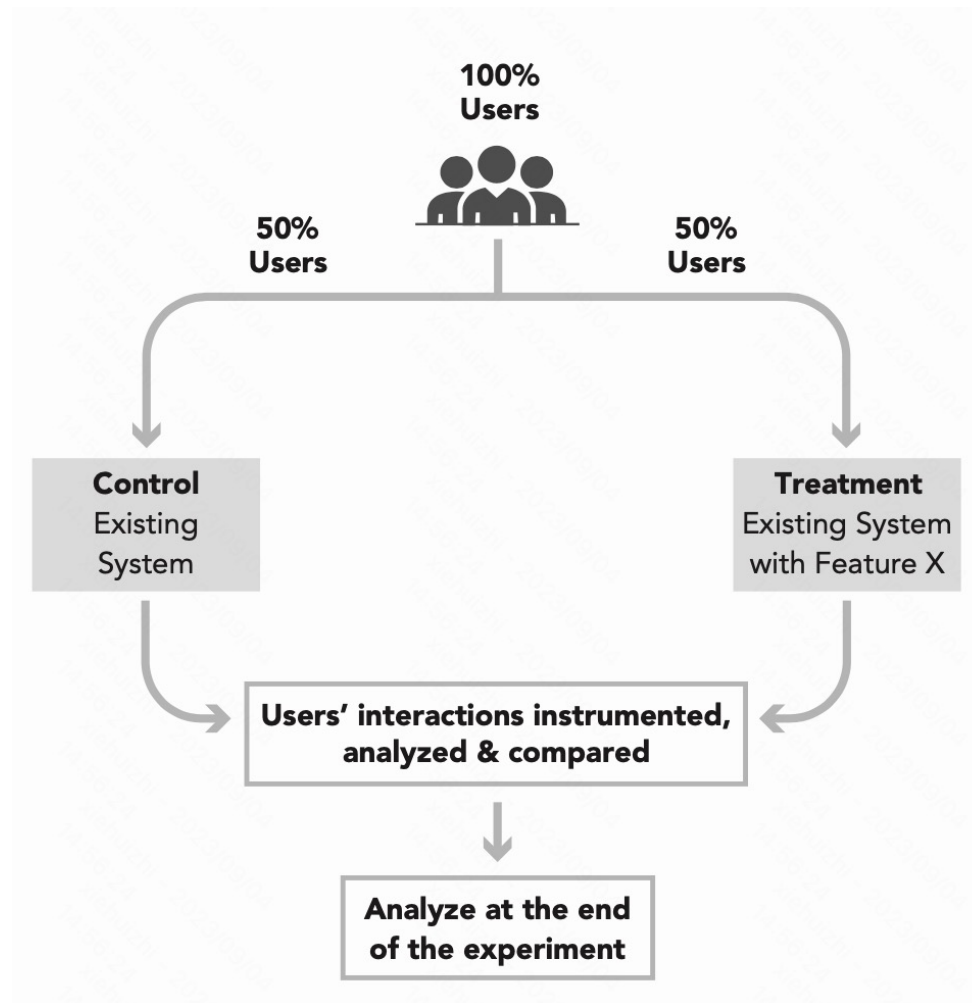 100%
Users
50%
Users
50%
Users
Control
Existing
System
Treatment
Existing System
with Feature X
Users’ interactions instrumented,
analyzed & compared
Analyze at the end
of the experiment